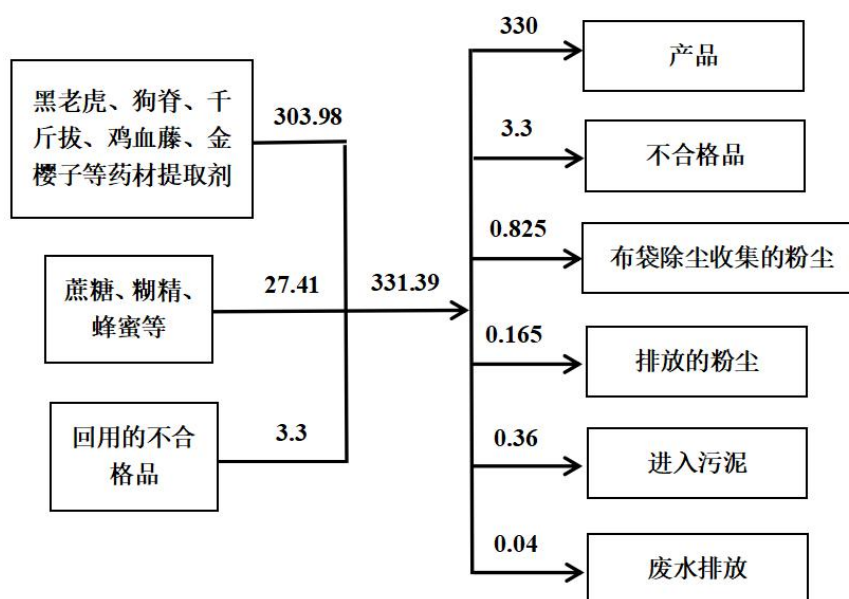 黑老虎、狗脊、千
斤拔、鸡血藤、金
樱子等药材提取剂
303.98
蔗糖、糊精、
蜂蜜等
27.41
回用的不合
格品
3.3
331.39
330
产品
3.3
不合格品
0.825
布袋除尘收集的粉尘
0.165
排放的粉尘
0.36
进入污泥
0.04
废水排放